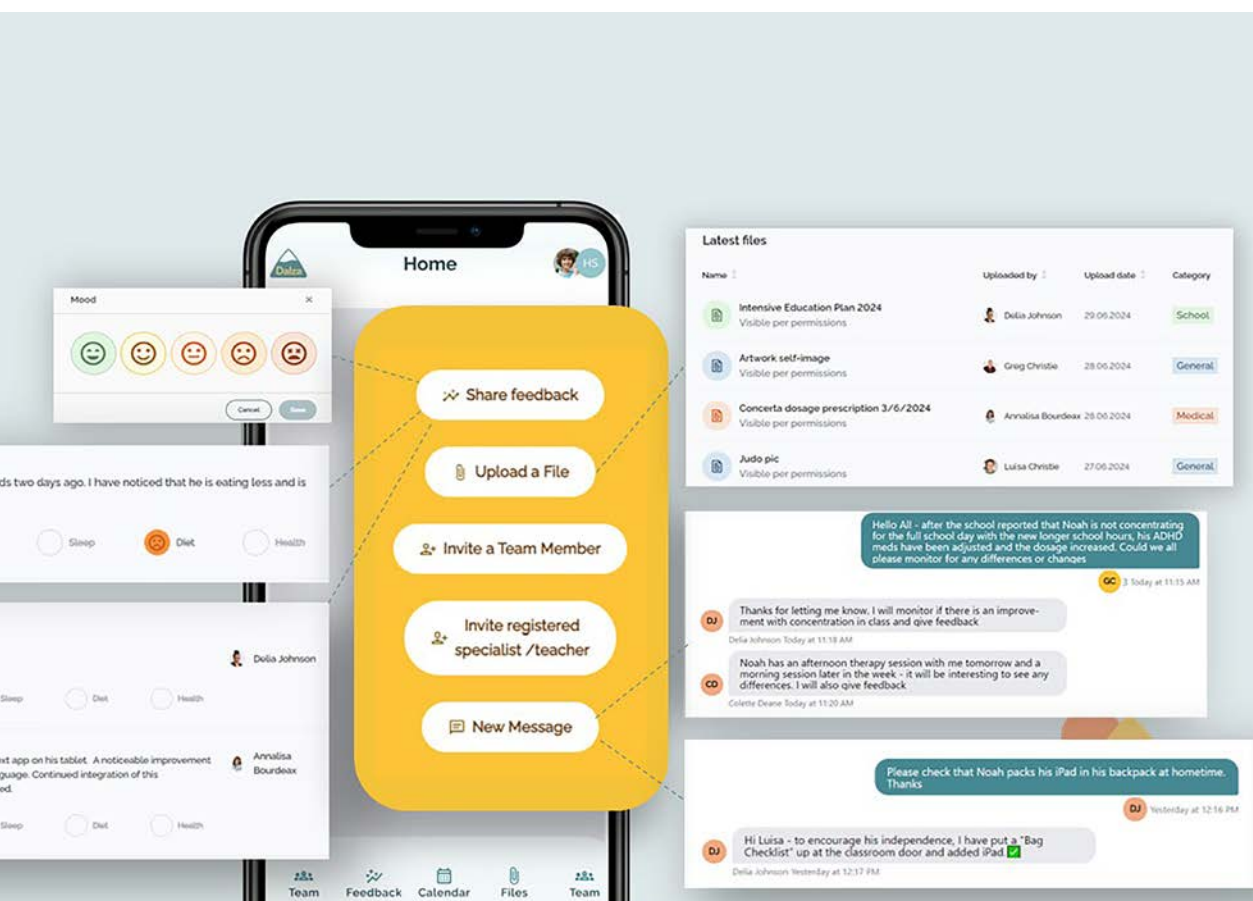 Dalza
Home
HS
Mood
×
Cancel
Save
Share feedback
Upload a File
Invite a Team Member
Invite registered
specialist /teacher
New Message
ds two days ago. I have noticed that he is eating less and is
Sleep
Diet
Health
Delia Johnson
Sleep
Diet
Health
xt app on his tablet. A noticeable improvement
guage. Continued integration of this
ed.
Annalisa
Bourdeax
Sleep
Diet
Health
Team
Feedback
Calendar
Files
Team
Latest files
Name
Uploaded by
Upload date
Category
Intensive Education Plan 2024
Visible per permissions
Delia Johnson
29.06.2024
School
Artwork self-image
Visible per permissions
Greg Christie
28.06.2024
General
Concerta dosage prescription 3/6/2024
Visible per permissions
Annalisa Bourdeax
28.06.2024
Medical
Judo pic
Visible per permissions
Luisa Christie
27.06.2024
General
Hello All - after the school reported that Noah is not concentrating
for the full school day with the new longer school hours, his ADHD
meds have been adjusted and the dosage increased. Could we all
please monitor for any differences or changes
GC
3 Today at 11:15 AM
DJ
Thanks for letting me know. I will monitor if there is an improve-
ment with concentration in class and give feedback
Delia Johnson Today at 11:18 AM
CD
Noah has an afternoon therapy session with me tomorrow and a
morning session later in the week - it will be interesting to see any
differences. I will also give feedback
Colette Deane Today at 11:20 AM
Please check that Noah packs his iPad in his backpack at hometime.
Thanks
DJ
Yesterday at 12:16 PM
DJ
Hi Luisa - to encourage his independence, I have put a "Bag
Checklist" up at the classroom door and added iPad.✅
Delia Johnson Yesterday at 12:17 PM